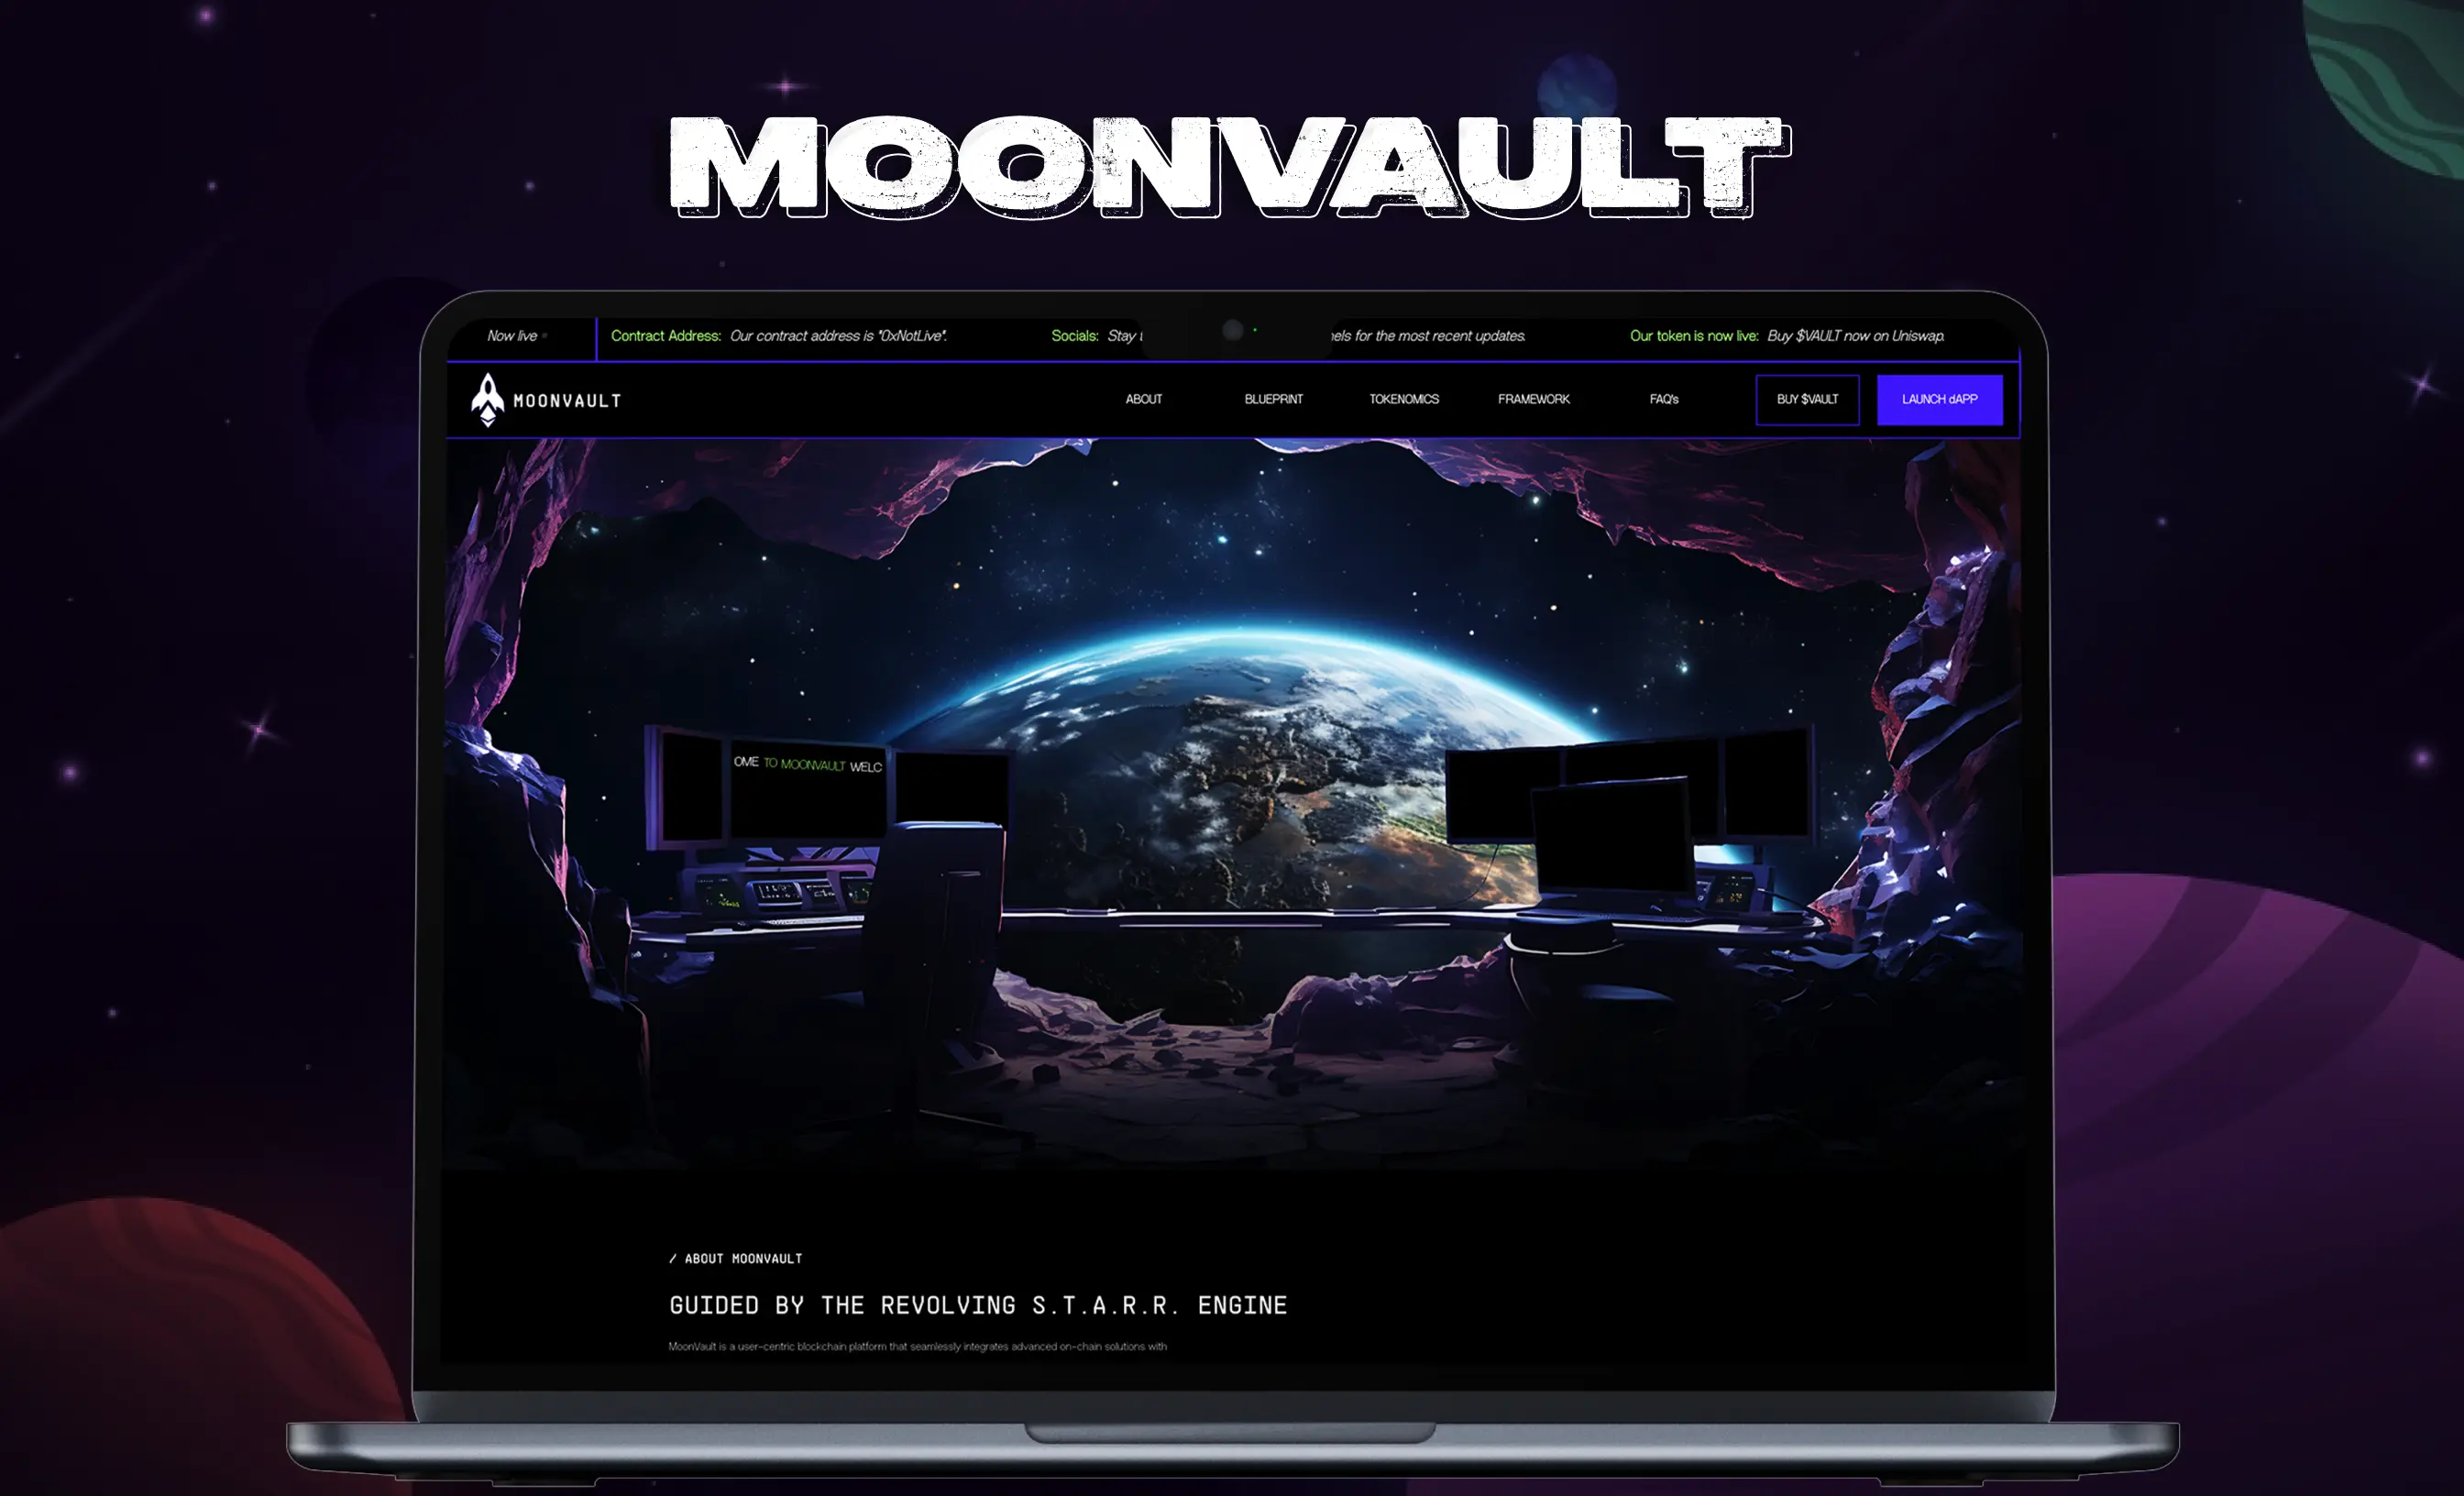 MOONVAULT
Now live
Contract Address: Our contract address is "0xNotLive".
Socials: Stay
for the most recent updates.
Our token is now live: Buy $VAULT now on Uniswap.
MOONVAULT
ABOUT
BLUEPRINT
TOKENOMICS
FRAMEWORK
FAQ's
BUY $VAULT
LAUNCH dAPP
OME TO MOONVAULT WELC
/ ABOUT MOONVAULT
GUIDED BY THE REVOLVING S.T.A.R.R. ENGINE
MoonVault is a user-centric blockchain platform that seamlessly integrates advanced on-chain solutions with